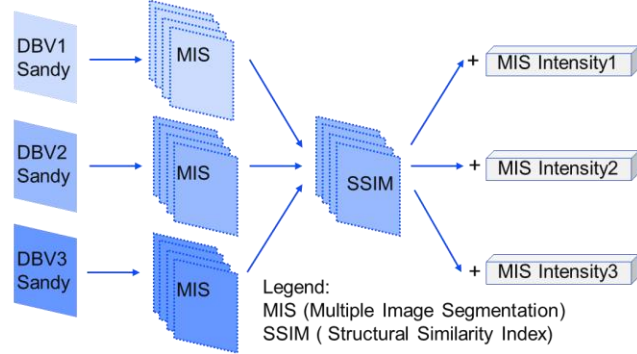 DBV1
Sandy
MIS
+ MIS Intensity1
DBV2
Sandy
MIS
SSIM
+ MIS Intensity2
DBV3
Sandy
MIS
+ MIS Intensity3
Legend:
MIS (Multiple Image Segmentation)
SSIM ( Structural Similarity Index)